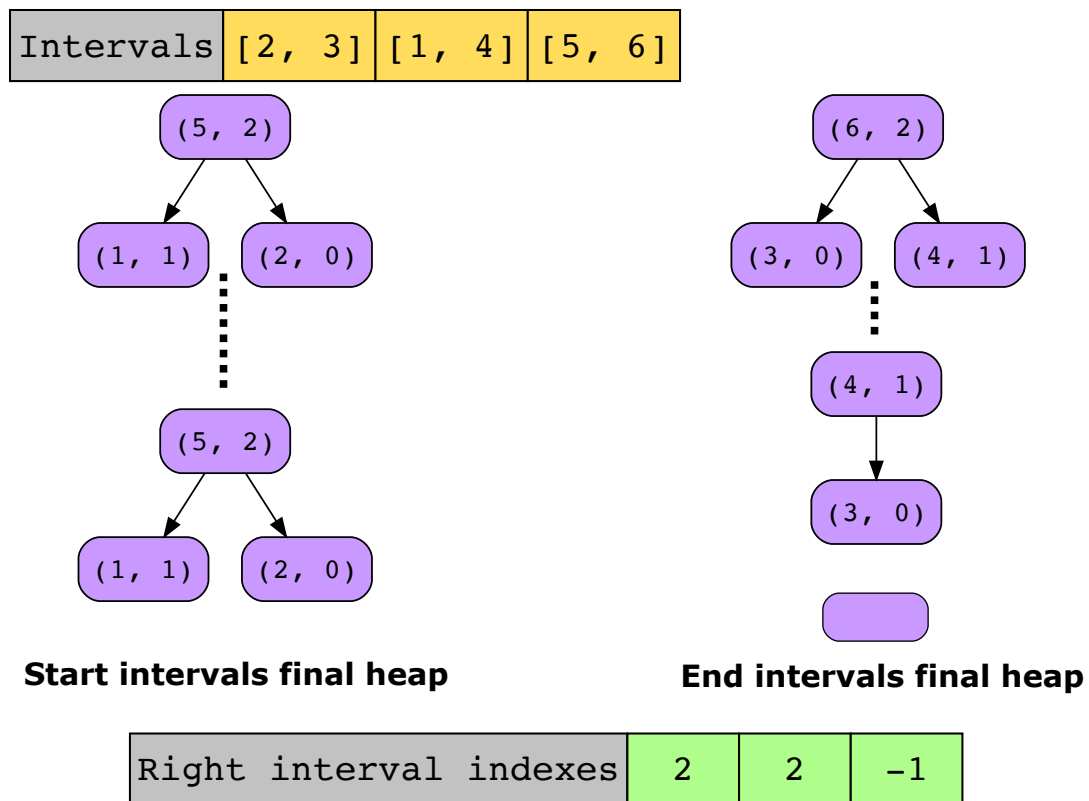 Intervals [2, 3] [1, 4] [5, 6]
(5, 2) (6, 2)
(1, 1) (2, 0) (3, 0) (4, 1)
(4, 1)
(5, 2)
(3, 0)
(1, 1) (2, 0)
Start intervals final heap End intervals final heap
Right interval indexes 2 2 -1